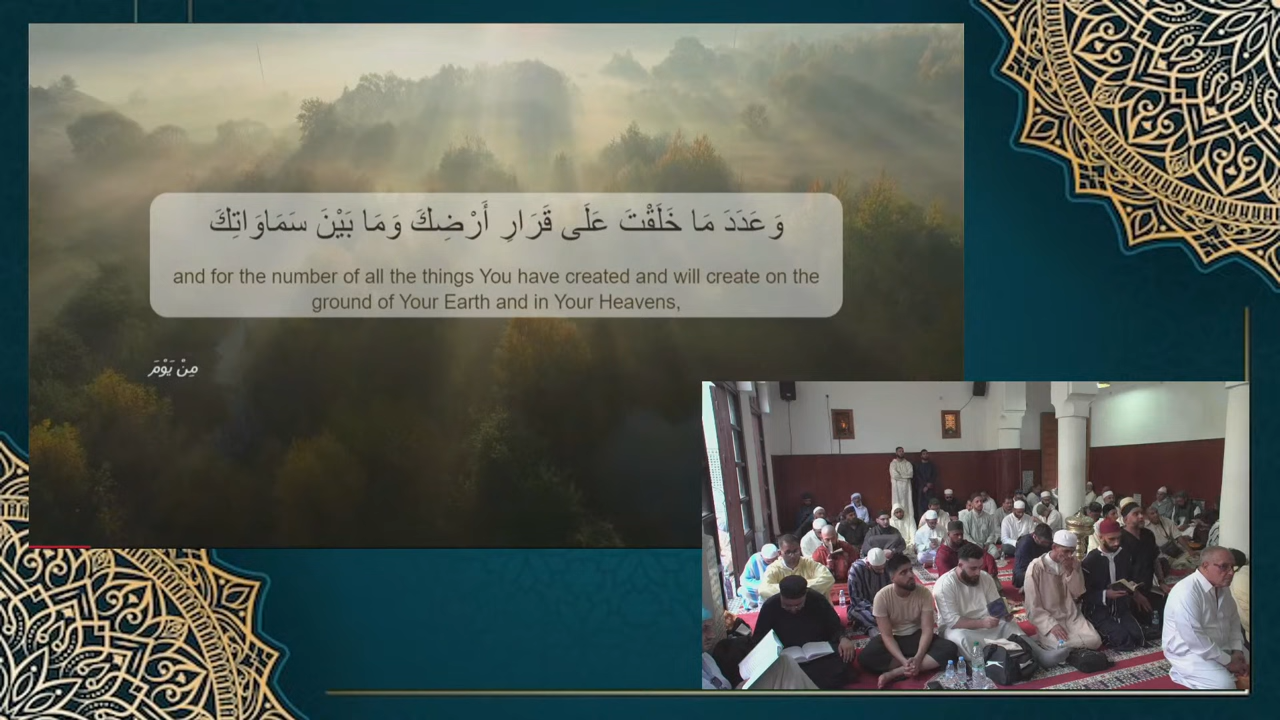 وَعَدَدَ مَا خَلَقْتَ عَلَى قَرَارِ أَرْضِكَ وَمَا بَيْنَ سَمَاوَاتِكَ
and for the number of all the things You have created and will create on the
ground of Your Earth and in Your Heavens,
مِنْ يَوْمَ